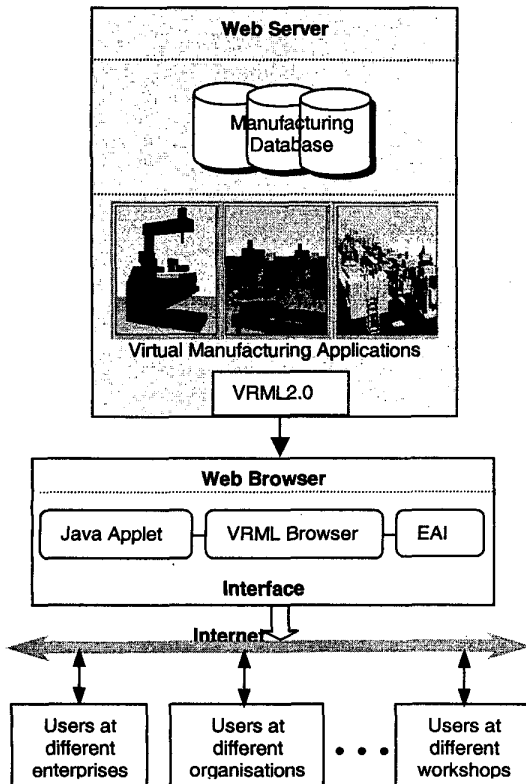 Web Server
Manufacturing
Database
Virtual Manufacturing Applications
VRML2.0
Web Browser
Java Applet
VRML Browser
EAI
Interface
Internet
Users at
different
enterprises
Users at
different
organisations
Users at
different
workshops